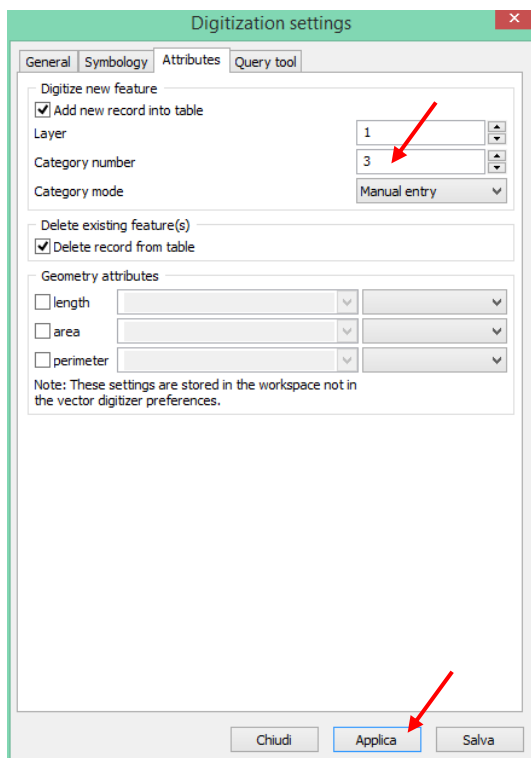 Digitization settings
General Symbology Attributes Query tool
Digitize new feature
Add new record into table
Layer 1
Category number 3
Category mode Manual entry
Delete existing feature(s)
Delete record from table
Geometry attributes
length
area
perimeter
Note: These settings are stored in the workspace not in
the vector digitizer preferences.
Chiudi Applica Salva